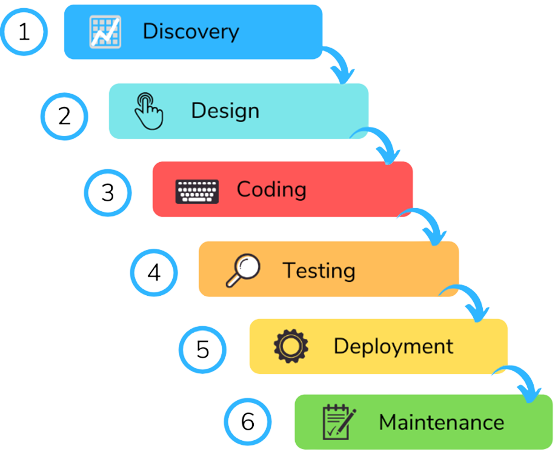 1 Discovery
2 Design
3 Coding
4 Testing
5 Deployment
6 Maintenance